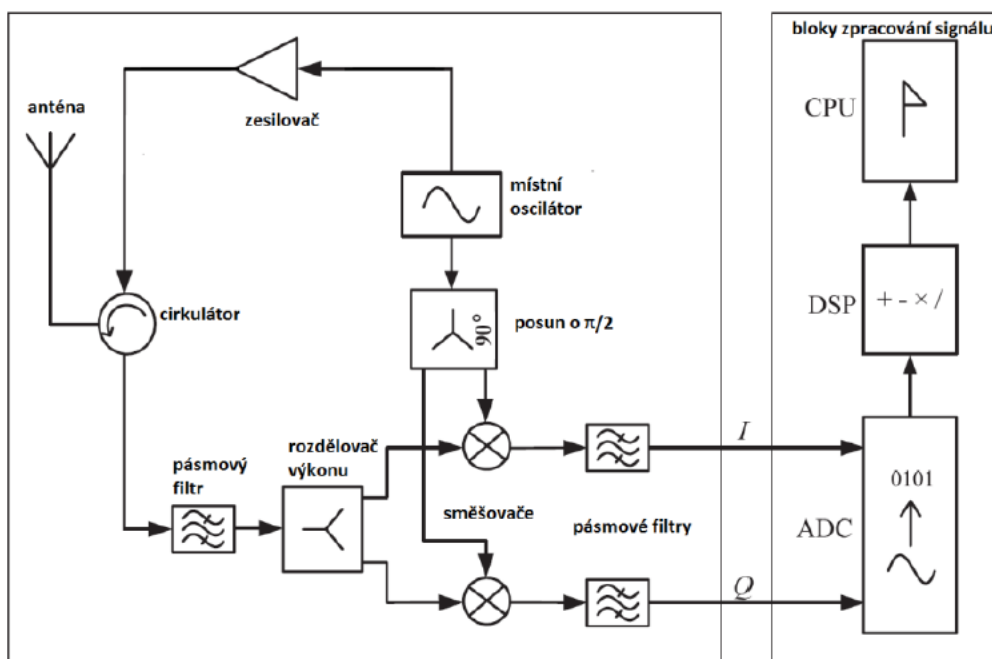 bloky zpracování signálu
CPU
anténa
zesilovač
místní
oscilátor
cirkulátor
posun o π/2
90°
DSP
+ - × /
rozdělovač
výkonu
pásmový
filtr
I
0101
směšovače
pásmové filtry
ADC
Q